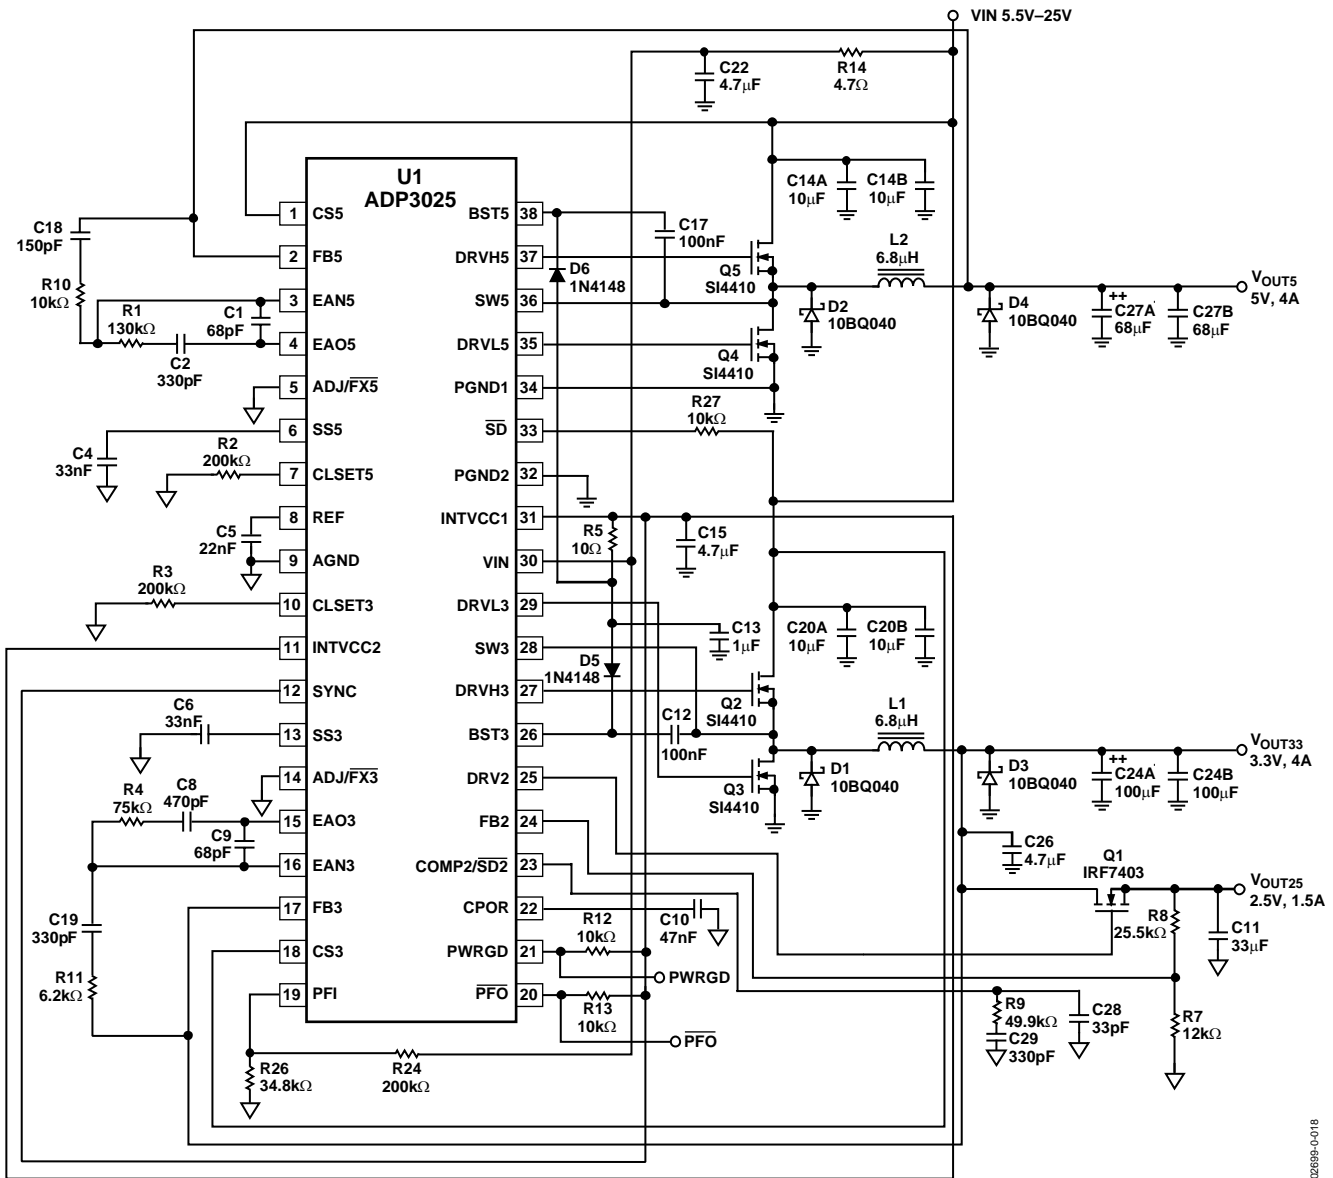 VIN 5.5V–25V
C22
4.7μF
R14
4.7Ω
U1
ADP3025
C14A
10μF
C14B
10μF
1 CS5
BST5 38
C17
100nF
C18
150pF
L2
6.8μH
2 FB5
DRVH5 37
D6
1N4148
Q5
SI4410
R10
10kΩ
3 EAN5
SW5 36
VOUT5
5V, 4A
R1
130kΩ
C1
68pF
D2
10BQ040
D4
10BQ040
++
C27A
68μF
C27B
68μF
4 EAO5
DRVL5 35
C2
330pF
Q4
SI4410
5 ADJ/FX5
PGND1 34
R27
10kΩ
6 SS5
SD 33
C4
33nF
R2
200kΩ
7 CLSET5
PGND2 32
8 REF
INTVCC1 31
C5
22nF
R5
10Ω
C15
4.7μF
9 AGND
VIN 30
R3
200kΩ
10 CLSET3
DRVL3 29
C13
1μF
C20A
10μF
C20B
10μF
11 INTVCC2
SW3 28
D5
1N4148
12 SYNC
DRVH3 27
Q2
SI4410
L1
6.8μH
C6
33nF
13 SS3
BST3 26
C12
100nF
VOUT33
3.3V, 4A
14 ADJ/FX3
DRV2 25
Q3
SI4410
D1
10BQ040
D3
10BQ040
++
C24A
100μF
C24B
100μF
R4
75kΩ
C8
470pF
15 EAO3
FB2 24
C9
68pF
C26
4.7μF
Q1
IRF7403
16 EAN3
COMP2/SD2 23
VOUT25
2.5V, 1.5A
17 FB3
CPOR 22
C10
47nF
R12
10kΩ
R8
25.5kΩ
C11
33μF
C19
330pF
18 CS3
PWRGD 21
PWRGD
R11
6.2kΩ
19 PFI
PFO 20
R13
10kΩ
PFO
R9
49.9kΩ
C29
330pF
C28
33pF
R7
12kΩ
R26
34.8kΩ
R24
200kΩ
02699-0-018